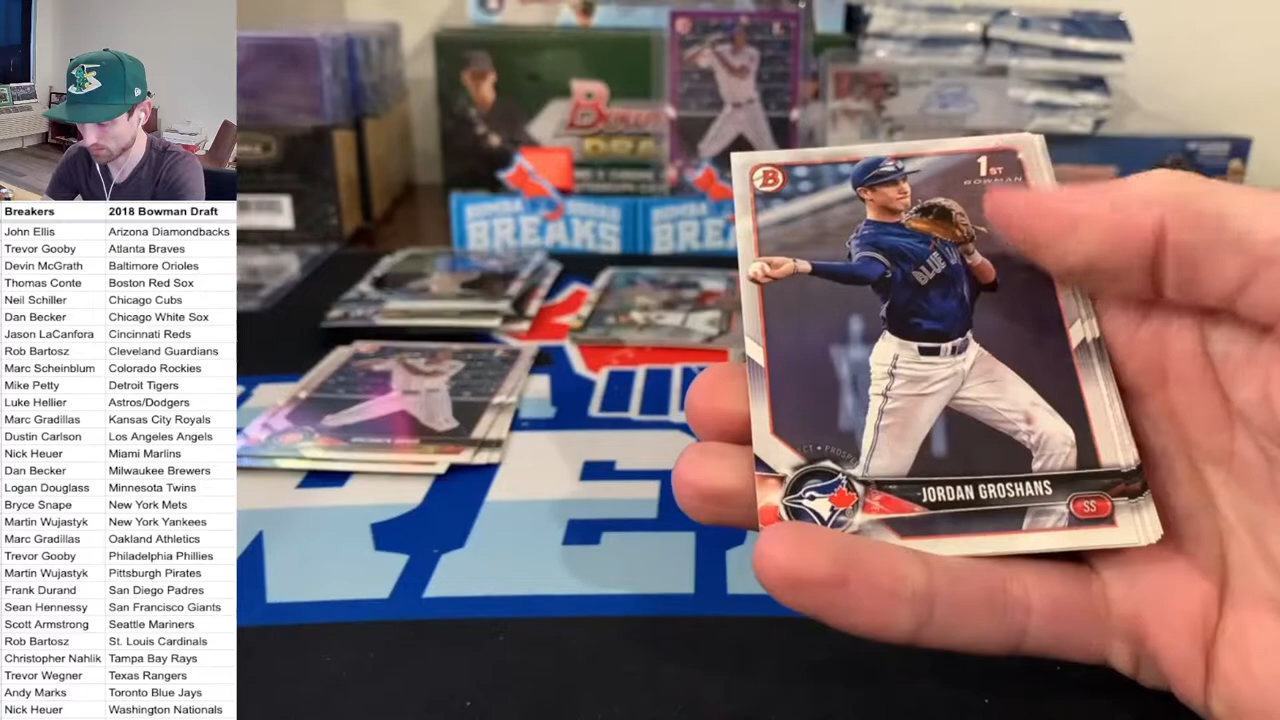 Breakers 2018 Bowman Draft
John Ellis Arizona Diamondbacks
Trevor Gooby Atlanta Braves
Devin McGrath Baltimore Orioles
Thomas Conte Boston Red Sox
Neil Schiller Chicago Cubs
Dan Becker Chicago White Sox
Jason LaCanfora Cincinnati Reds
Rob Bartosz Cleveland Guardians
Marc Scheinblum Colorado Rockies
Mike Petty Detroit Tigers
Luke Hellier Astros/Dodgers
Marc Gradillas Kansas City Royals
Dustin Carlson Los Angeles Angels
Nick Heuer Miami Marlins
Dan Becker Milwaukee Brewers
Logan Douglass Minnesota Twins
Bryce Snape New York Mets
Martin Wujastyk New York Yankees
Marc Gradillas Oakland Athletics
Trevor Gooby Philadelphia Phillies
Martin Wujastyk Pittsburgh Pirates
Frank Durand San Diego Padres
Sean Hennessy San Francisco Giants
Scott Armstrong Seattle Mariners
Rob Bartosz St. Louis Cardinals
Christopher Nahlik Tampa Bay Rays
Trevor Wegner Texas Rangers
Andy Marks Toronto Blue Jays
Nick Heuer Washington Nationals
BREAKS
B
1ST
BOWMAN
BLUE
JORDAN GROSHANS
SS